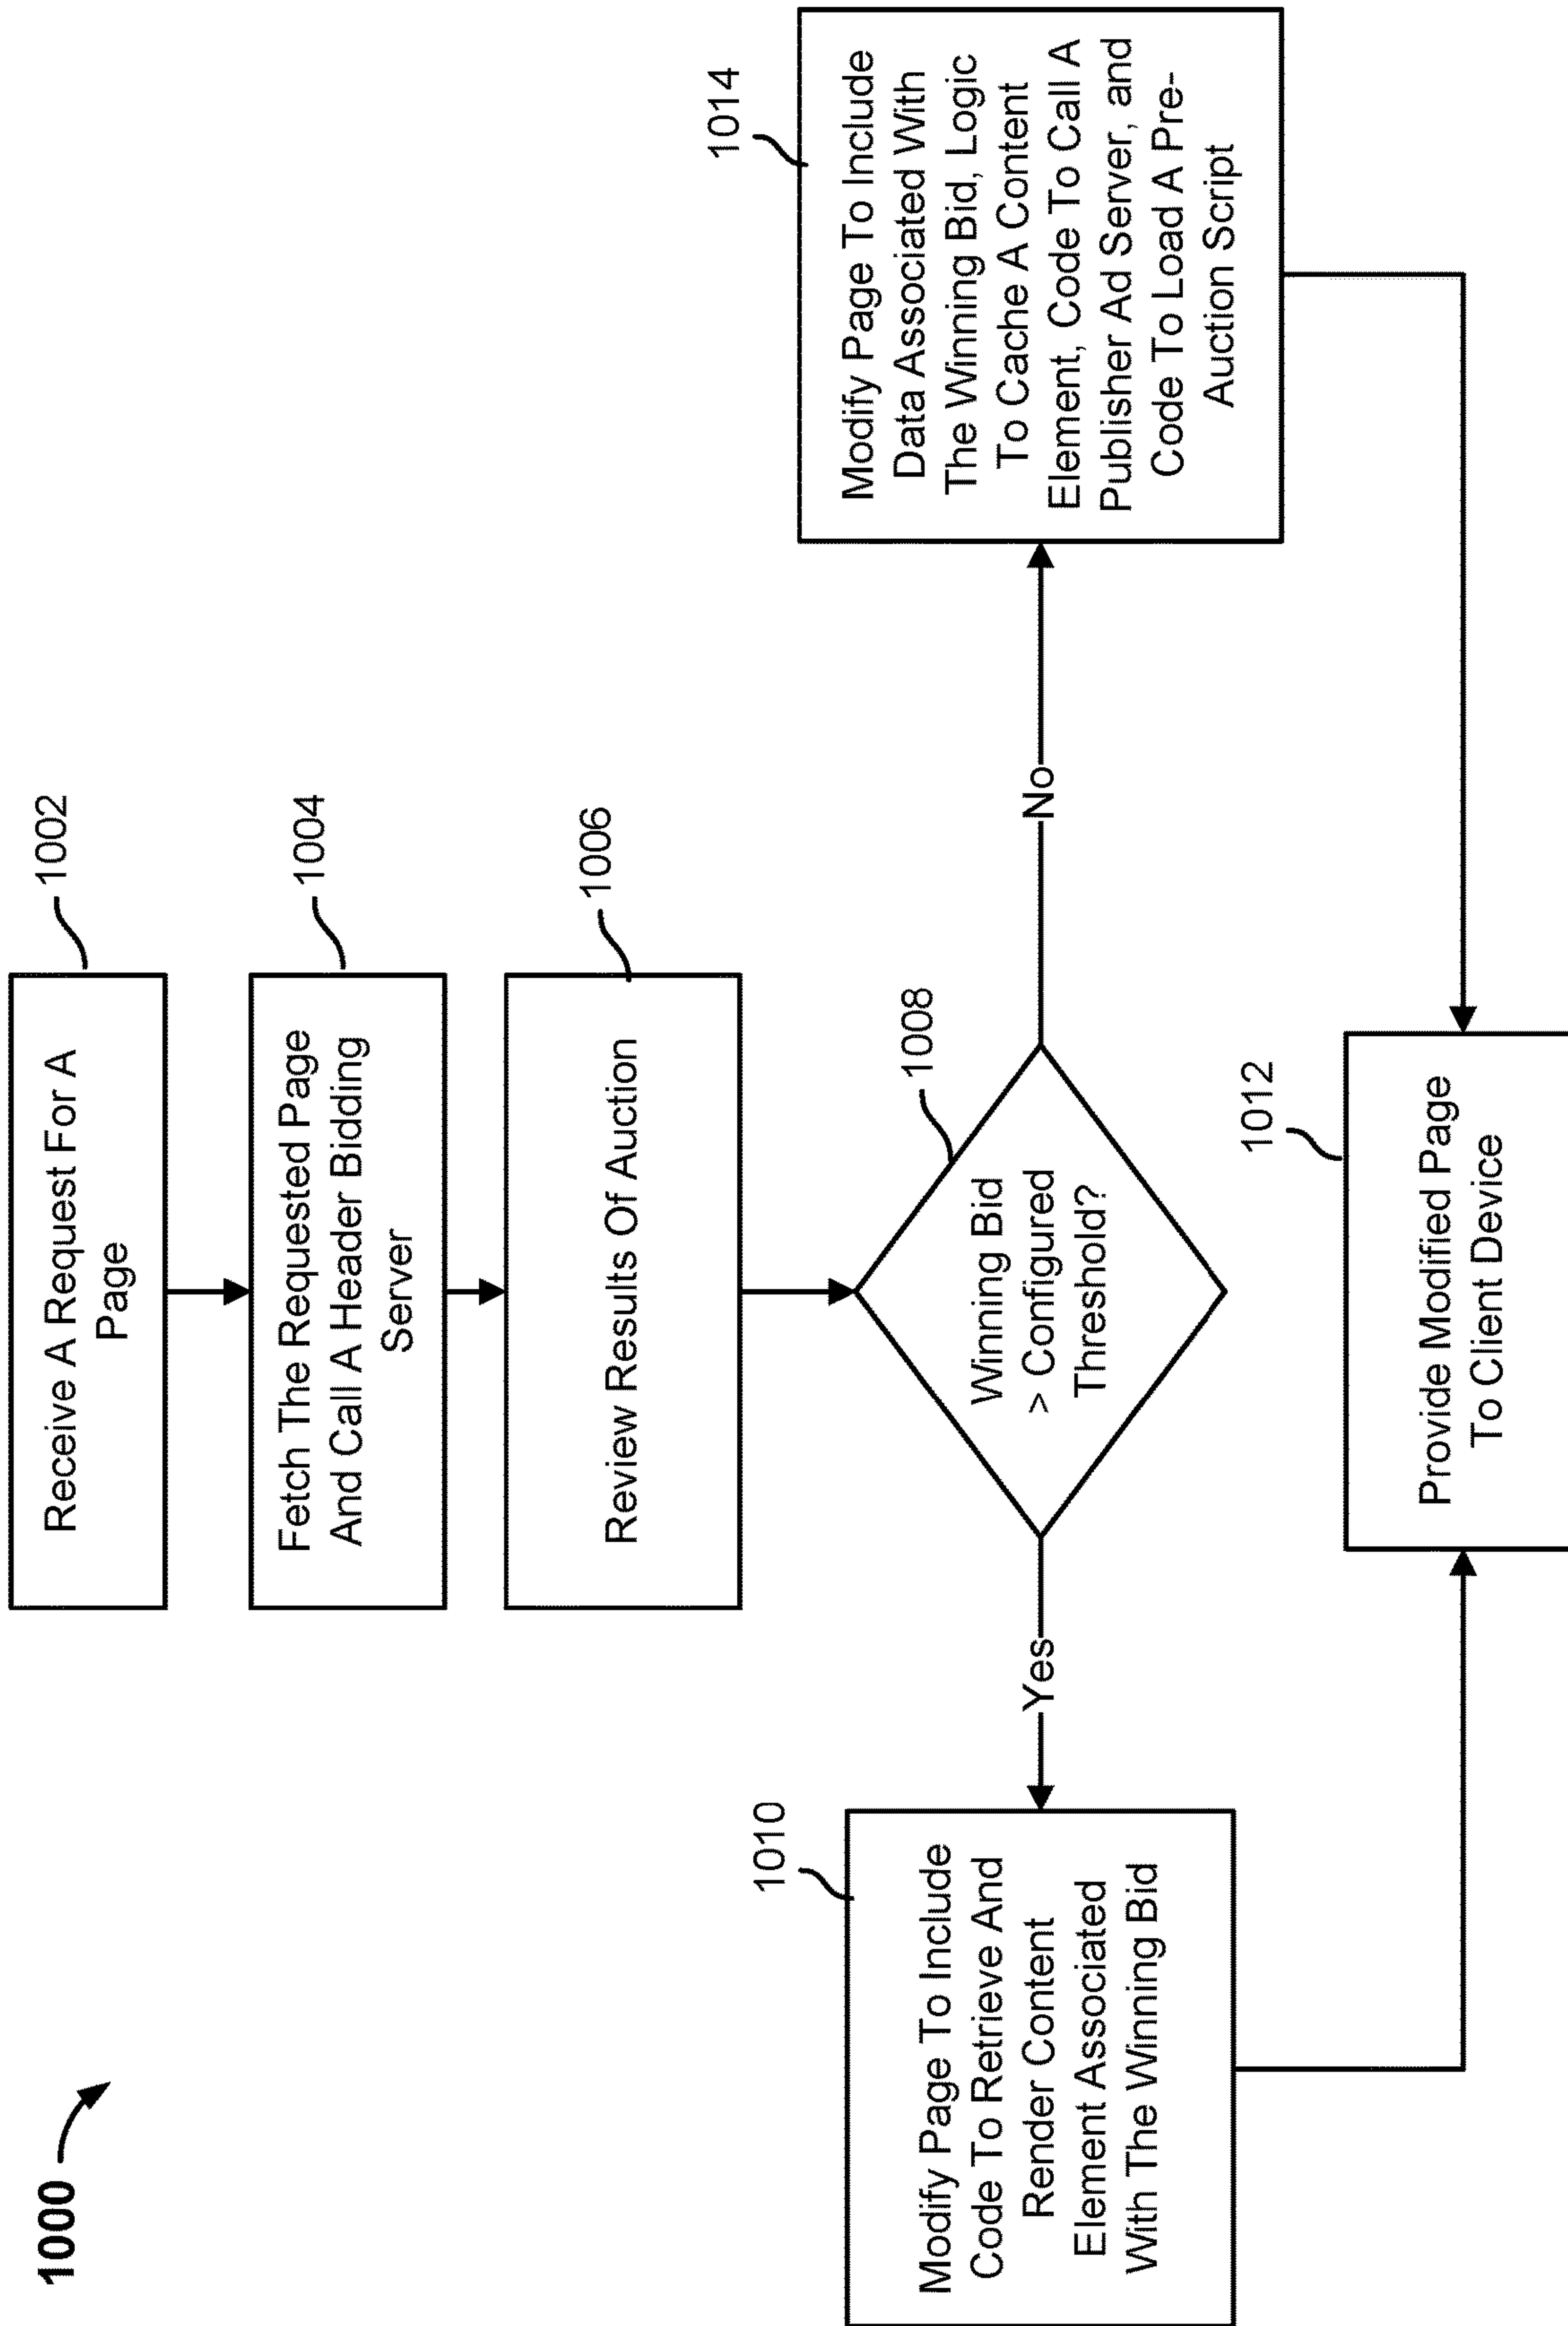 1000
Receive A Request For A
Page
1002
Fetch The Requested Page
And Call A Header Bidding
Server
1004
Review Results Of Auction
1006
Winning Bid
> Configured
Threshold?
1008
Yes
No
1010
Modify Page To Include
Code To Retrieve And
Render Content
Element Associated
With The Winning Bid
1014
Modify Page To Include
Data Associated With
The Winning Bid, Logic
To Cache A Content
Element, Code To Call A
Publisher Ad Server, and
Code To Load A Pre-
Auction Script
1012
Provide Modified Page
To Client Device